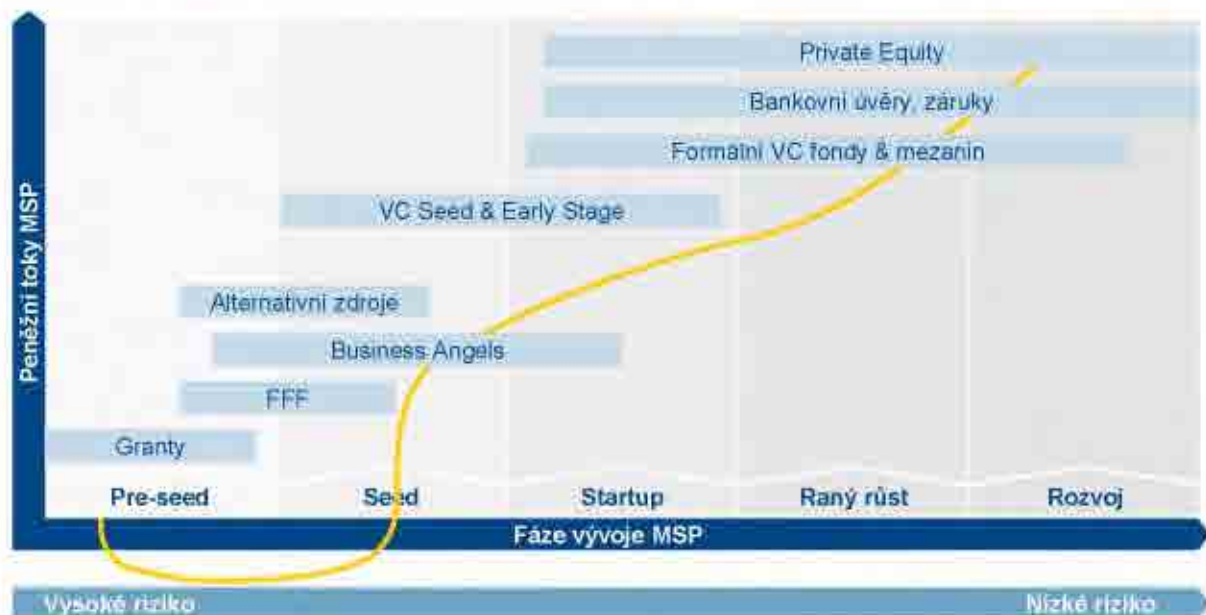 Peněžní toky MSP
Private Equity
Bankovní úvěry, záruky
Formální VC fondy & mezanin
VC Seed & Early Stage
Alternativní zdroje
Business Angels
FFF
Granty
Pre-seed
Seed
Startup
Raný růst
Rozvoj
Fáze vývoje MSP
Vysoké riziko
Nízké riziko